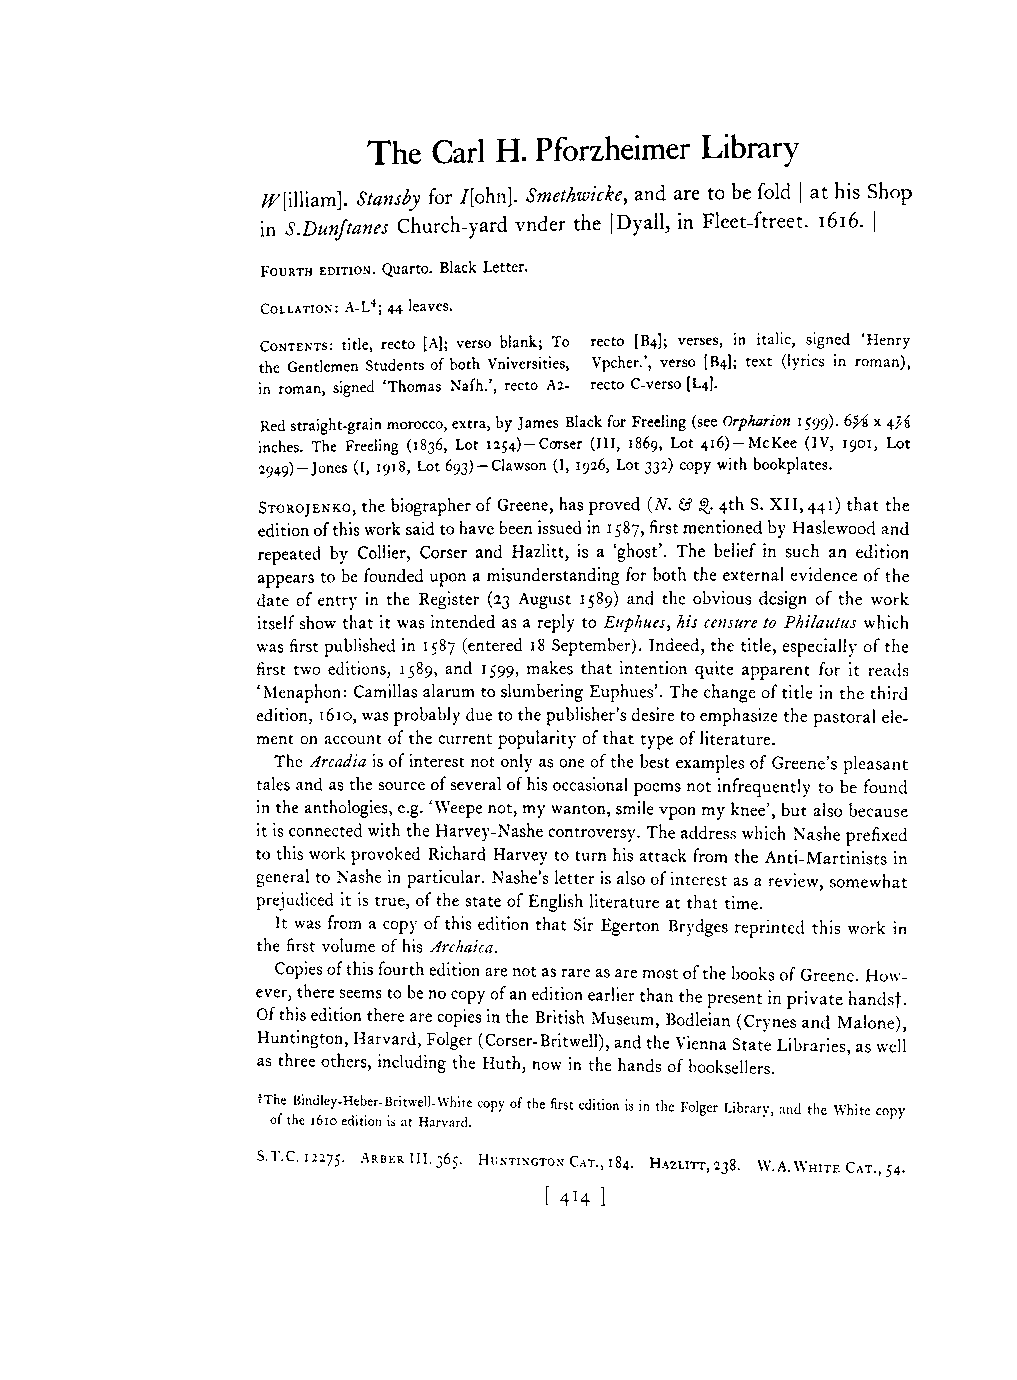 The Carl H. Pforzheimer Library
W[illiam]. Stansby for I[ohn]. Smethwicke, and are to be ſold | at his Shop
in S.Dunſtanes Church-yard vnder the |Dyall, in Fleet-ſtreet. 1616. |
FOURTH EDITION. Quarto. Black Letter.
COLLATION: A-L⁴; 44 leaves.
CONTENTS: title, recto [A]; verso blank; To
the Gentlemen Students of both Vniversities,
in roman, signed 'Thomas Naſh.', recto A2-
recto [B4]; verses, in italic, signed 'Henry
Vpcher.', verso [B4]; text (lyrics in roman),
recto C-verso [L4].
Red straight-grain morocco, extra, by James Black for Freeling (see Orpharion 1599). 6⅝ x 4⅞
inches. The Freeling (1836, Lot 1254)—Corser (III, 1869, Lot 416)—McKee (IV, 1901, Lot
2949)—Jones (I, 1918, Lot 693)—Clawson (I, 1926, Lot 332) copy with bookplates.
STOROJENKO, the biographer of Greene, has proved (N. & Q. 4th S. XII, 441) that the
edition of this work said to have been issued in 1587, first mentioned by Haslewood and
repeated by Collier, Corser and Hazlitt, is a 'ghost'. The belief in such an edition
appears to be founded upon a misunderstanding for both the external evidence of the
date of entry in the Register (23 August 1589) and the obvious design of the work
itself show that it was intended as a reply to Euphues, his censure to Philautus which
was first published in 1587 (entered 18 September). Indeed, the title, especially of the
first two editions, 1589, and 1599, makes that intention quite apparent for it reads
'Menaphon: Camillas alarum to slumbering Euphues'. The change of title in the third
edition, 1610, was probably due to the publisher's desire to emphasize the pastoral ele-
ment on account of the current popularity of that type of literature.
The Arcadia is of interest not only as one of the best examples of Greene's pleasant
tales and as the source of several of his occasional poems not infrequently to be found
in the anthologies, e.g. 'Weepe not, my wanton, smile vpon my knee', but also because
it is connected with the Harvey-Nashe controversy. The address which Nashe prefixed
to this work provoked Richard Harvey to turn his attack from the Anti-Martinists in
general to Nashe in particular. Nashe's letter is also of interest as a review, somewhat
prejudiced it is true, of the state of English literature at that time.
It was from a copy of this edition that Sir Egerton Brydges reprinted this work in
the first volume of his Archaica.
Copies of this fourth edition are not as rare as are most of the books of Greene. How-
ever, there seems to be no copy of an edition earlier than the present in private hands†.
Of this edition there are copies in the British Museum, Bodleian (Crynes and Malone),
Huntington, Harvard, Folger (Corser-Britwell), and the Vienna State Libraries, as well
as three others, including the Huth, now in the hands of booksellers.
†The Bindley-Heber-Britwell-White copy of the first edition is in the Folger Library, and the White copy
of the 1610 edition is at Harvard.
S.T.C. 12275. ARBER III. 365. HUNTINGTON CAT., 184. HAZLITT, 238. W.A.WHITE CAT., 54.
[ 414 ]